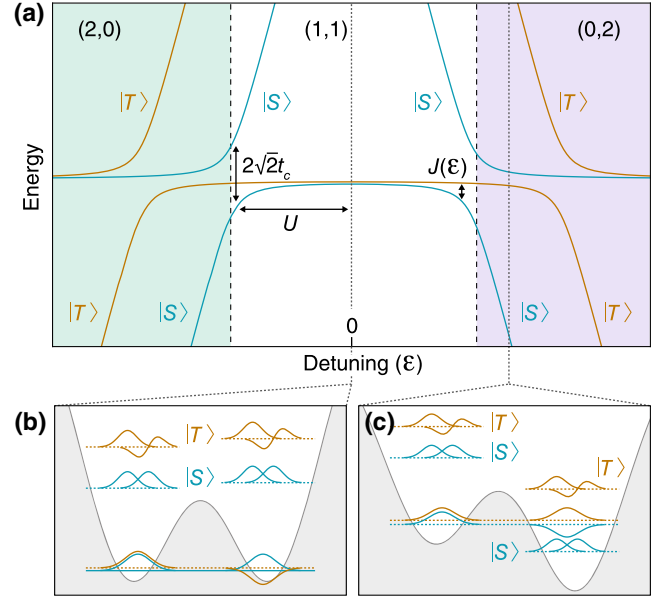 (a)
(2,0) (1,1) (0,2)
|T⟩ |S⟩ |S⟩ |T⟩
2√2t_c J(ε)
U
|T⟩ |S⟩ |S⟩ |T⟩
0
Energy
Detuning (ε)
(b) (c)
|T⟩ |T⟩
|S⟩ |S⟩ |T⟩
|S⟩